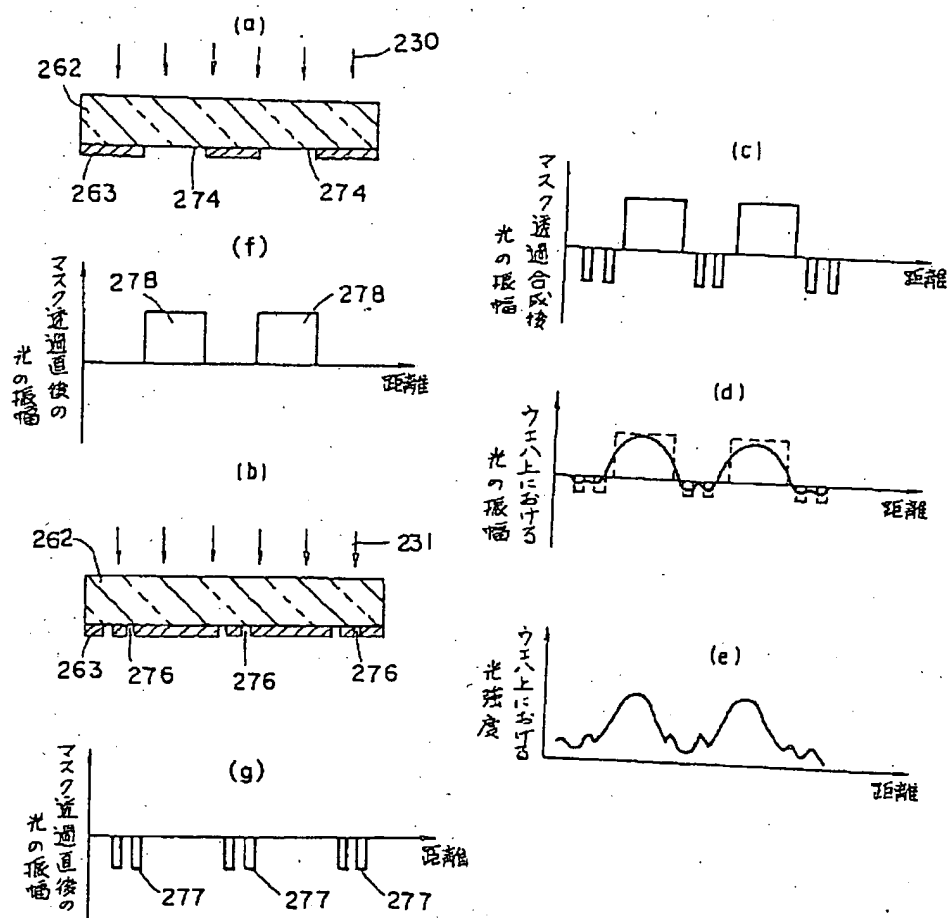 (a)
230
262
263
274
274
(f)
マスク透過直後の
光の振幅
278
278
距離
(b)
262
231
263
276
276
276
(g)
マスク透過直後の
光の振幅
277
277
277
距離
(c)
マスク透過合成後
光の振幅
距離
(d)
ウエハ上における
光の振幅
距離
(e)
ウエハ上における
光強度
距離